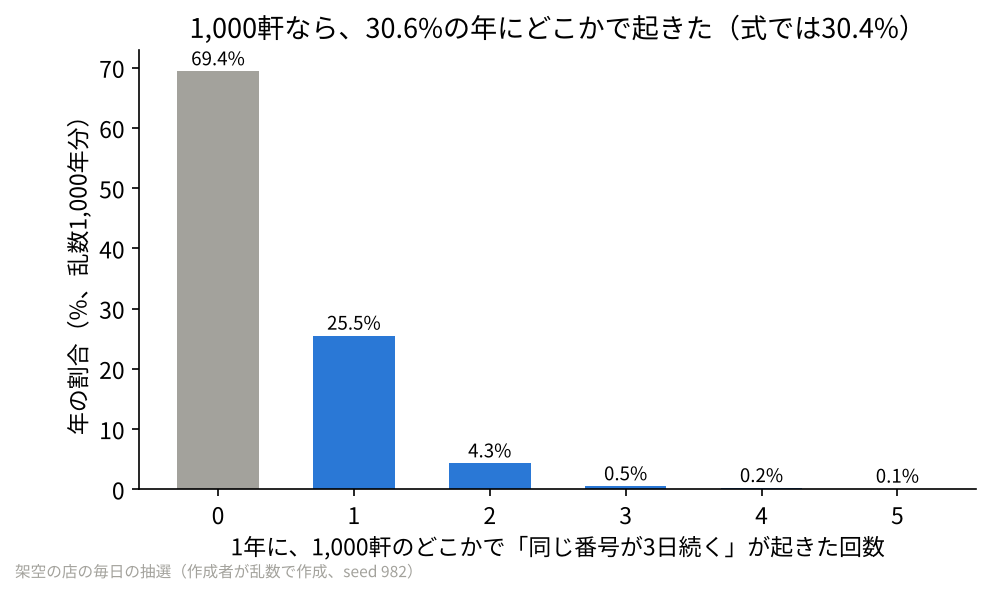 1,000軒なら、30.6%の年にどこかで起きた（式では30.4%）
年の割合（%、乱数1,000年分）
70
60
50
40
30
20
10
0
69.4%
25.5%
4.3%
0.5%
0.2%
0.1%
0 1 2 3 4 5
1年に、1,000軒のどこかで「同じ番号が3日続く」が起きた回数
架空の店の毎日の抽選（作成者が乱数で作成、seed 982）